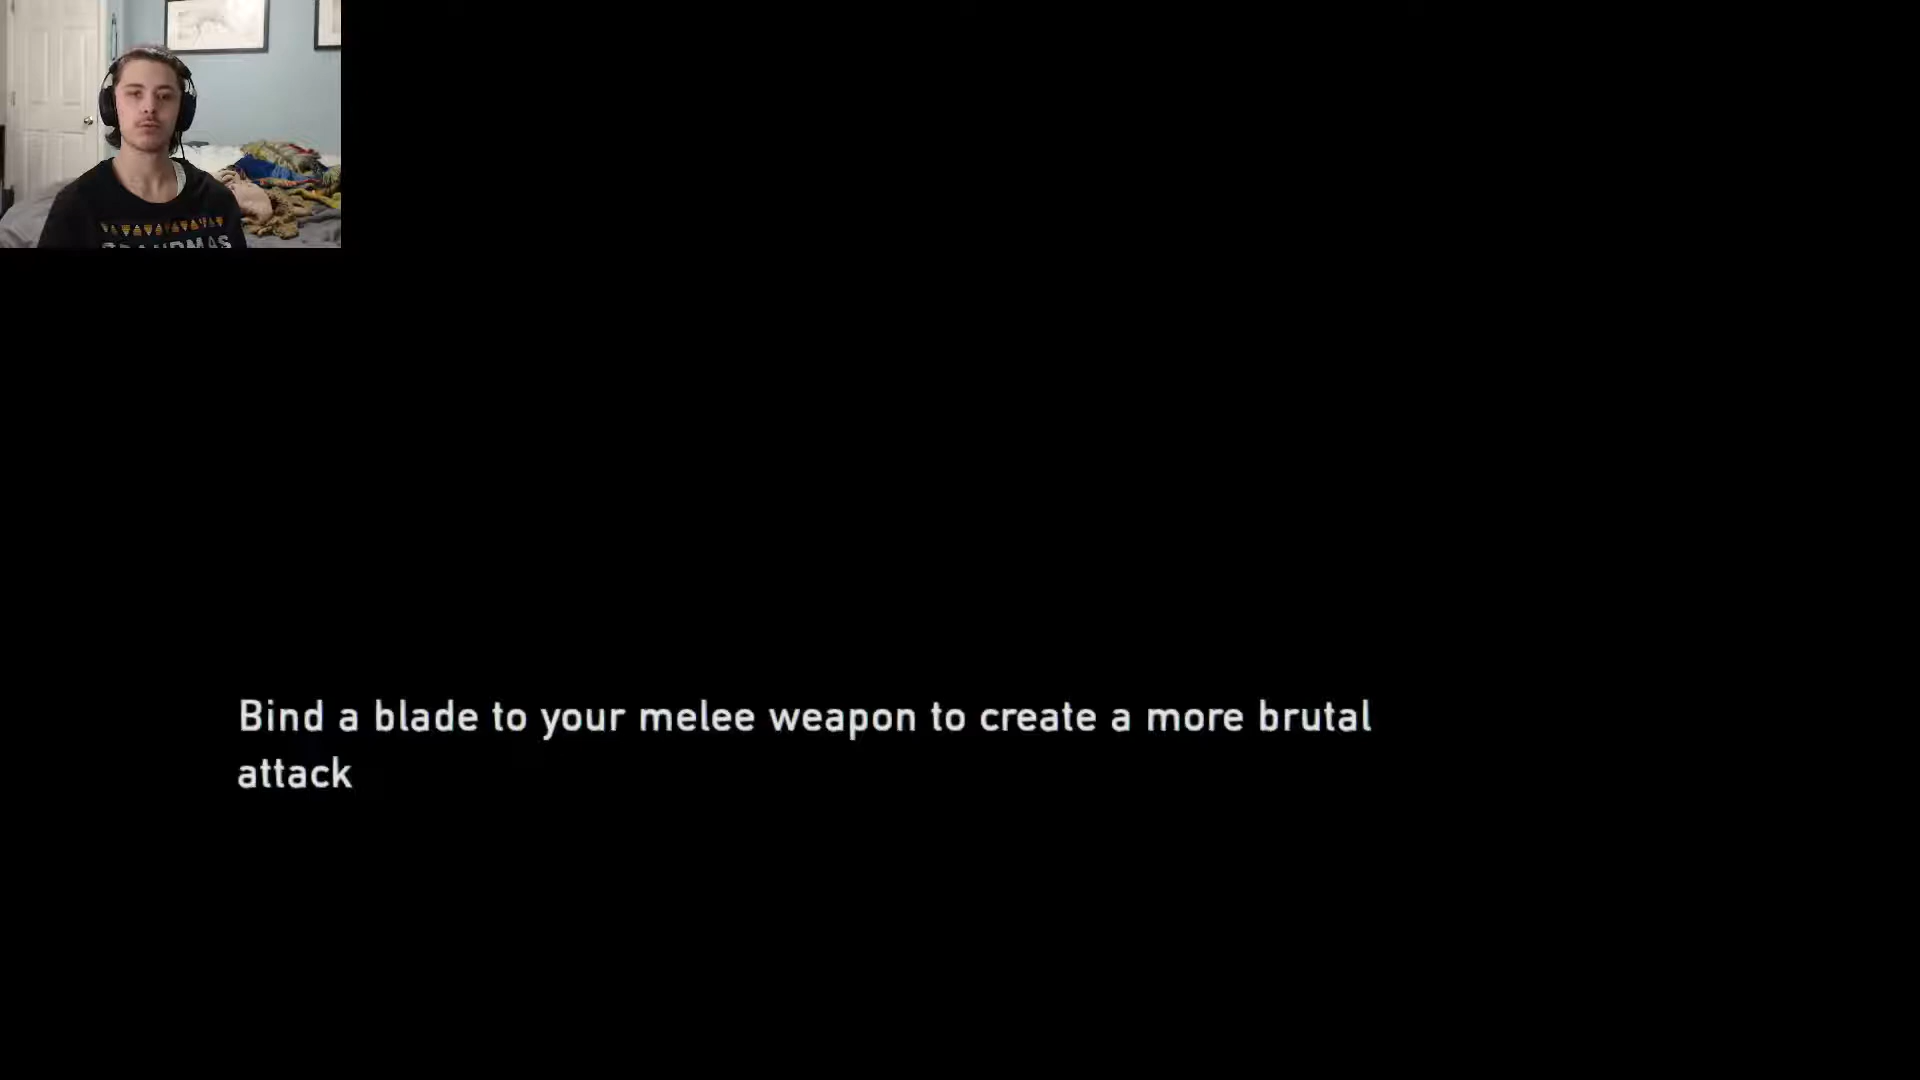 Bind a blade to your melee weapon to create a more brutal
attack